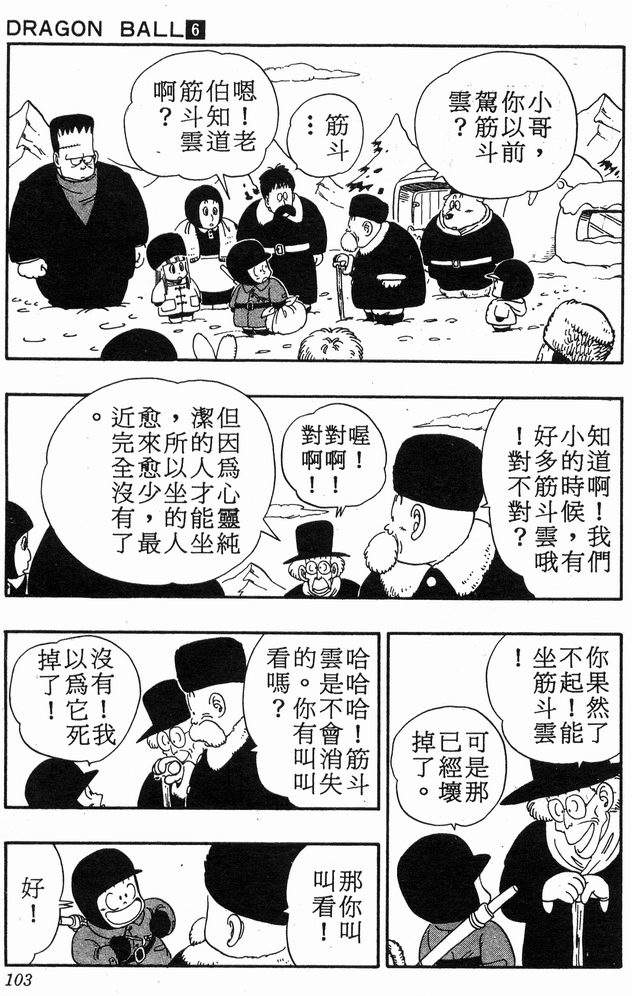 DRAGON BALL 6
小哥，
你以前
駕筋斗
雲？
筋斗
…
嗯！老
伯知道
筋斗雲
啊？
知道啊！我們
小的時候，有
好多筋斗雲哦
！對不對？
喔！
對啊！
對啊！
但因爲心靈純
潔的人才能坐
，所以坐的人
愈來愈少，最
近完全沒有了
。
你果然了
不起！能
坐筋斗雲
！
可是那
已經壞
掉了。
哈哈哈！筋斗
雲是不會消失
的。你有叫叫
看嗎？
沒有！我
以爲它死
掉了！
那你叫
叫看！
好！
103